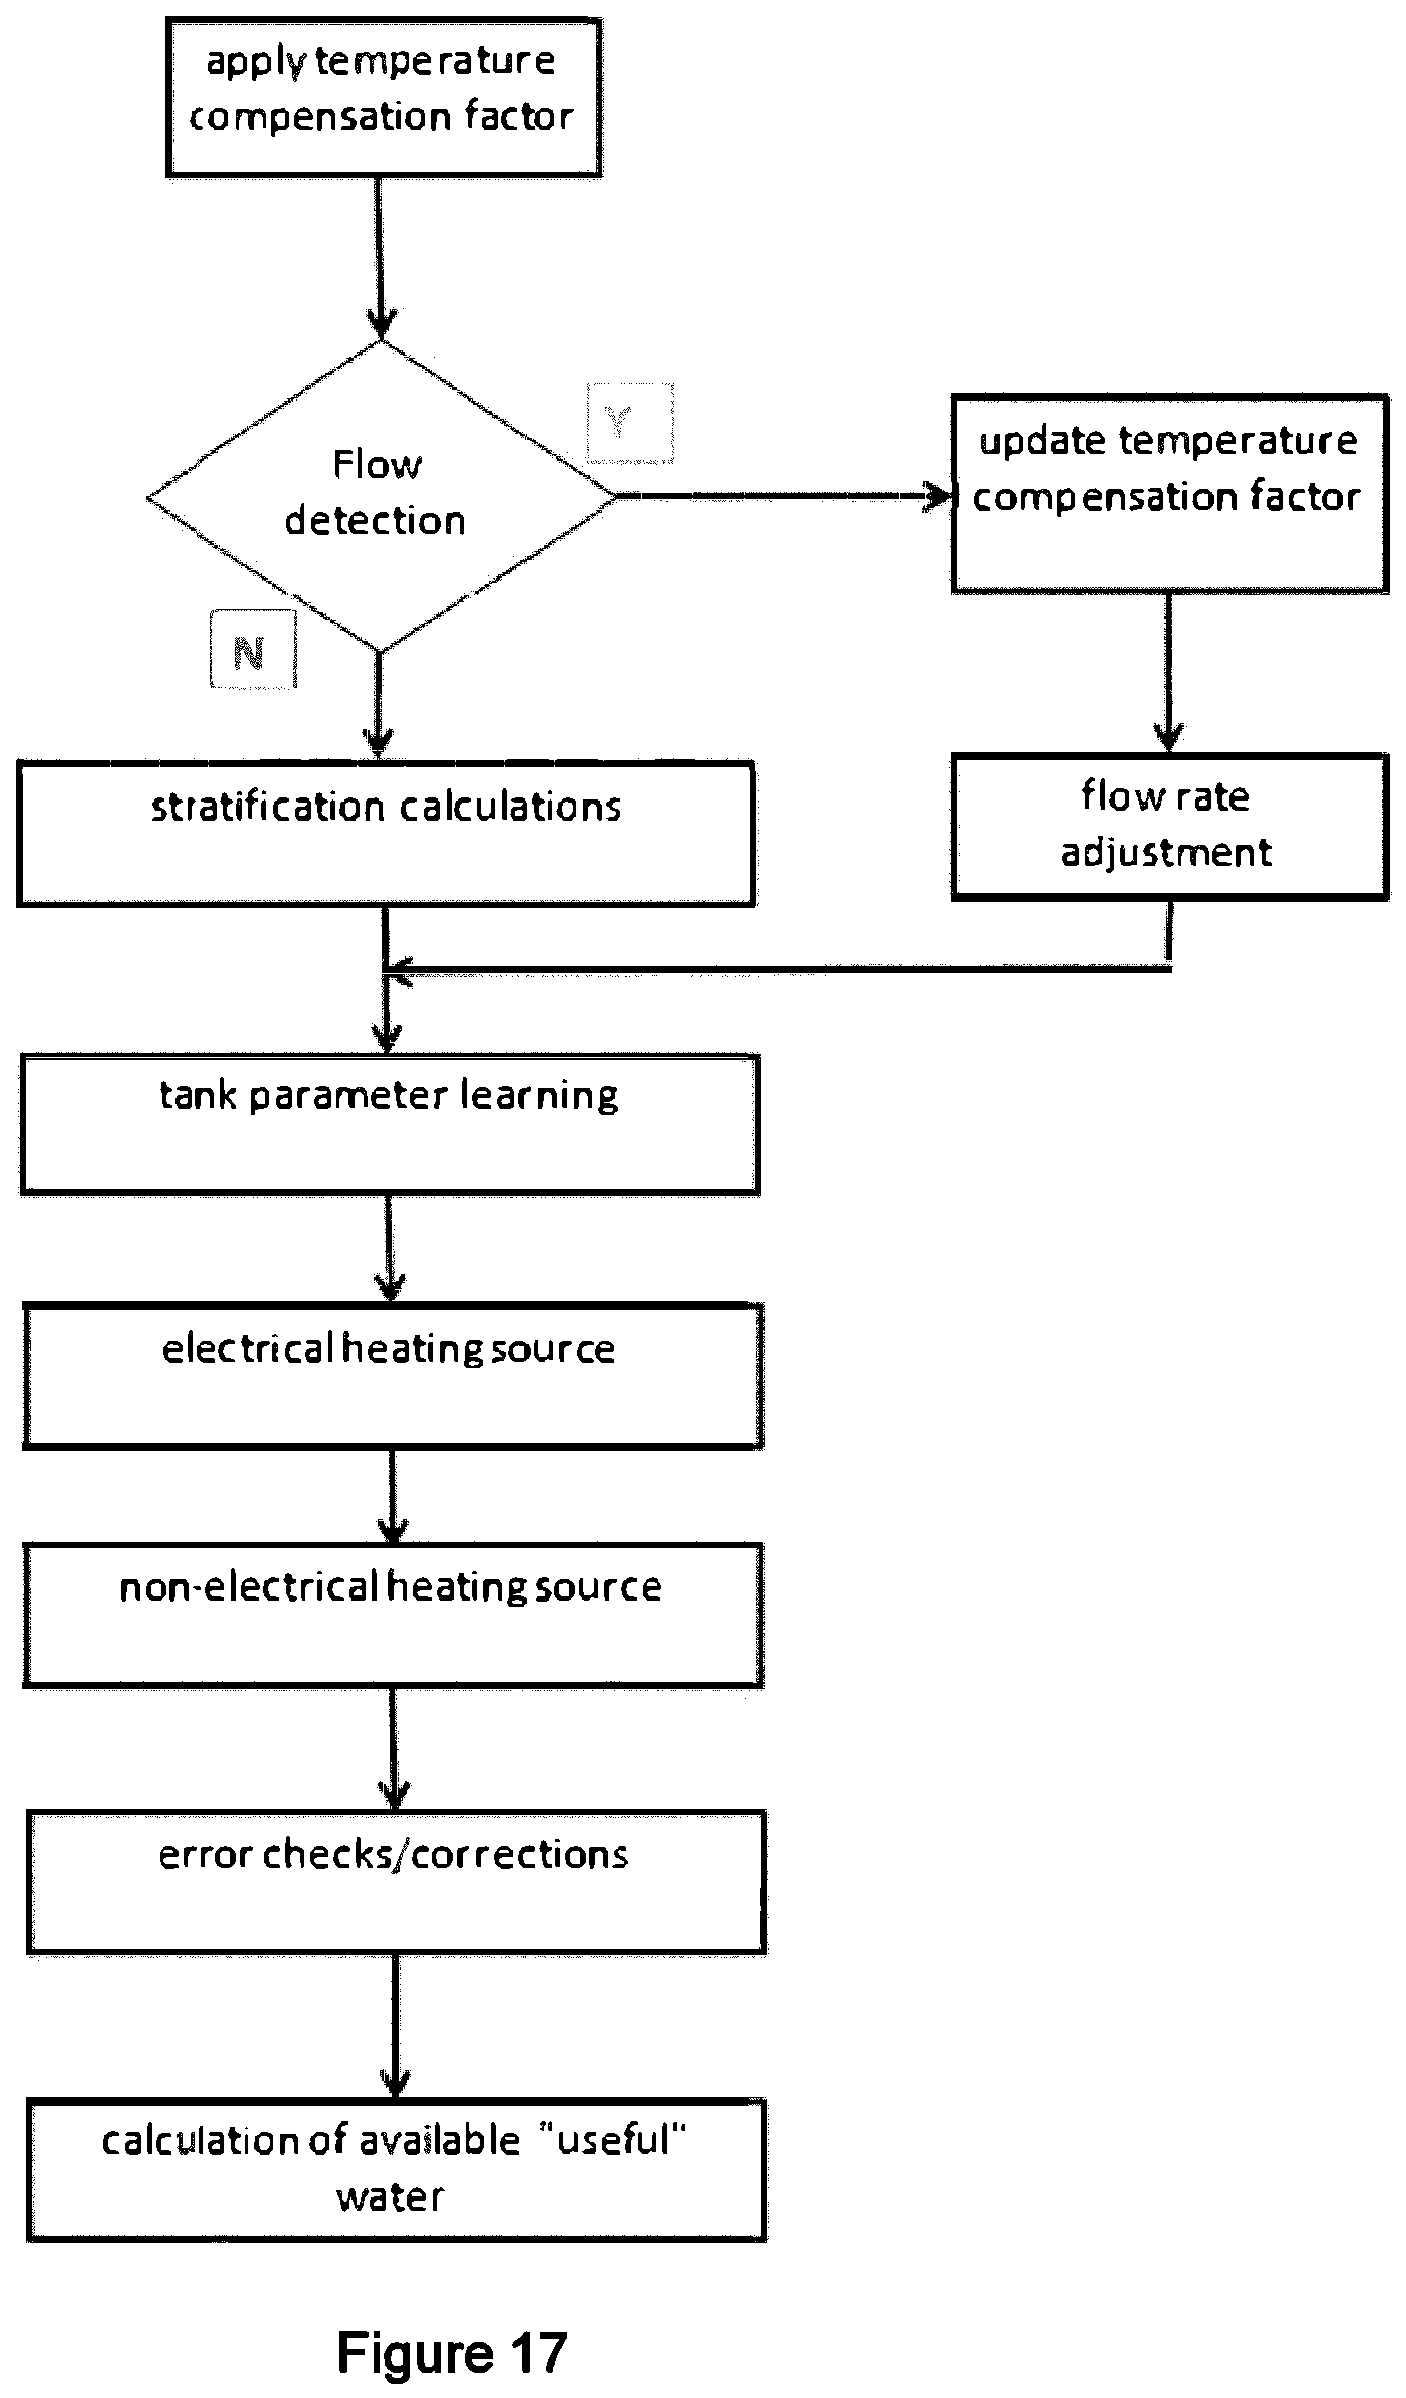 apply temperature
compensation factor
Flow
detection
Y
update temperature
compensation factor
N
stratification calculations
flow rate
adjustment
tank parameter learning
electrical heating source
non-electrical heating source
error checks/corrections
calculation of available "useful"
water
Figure 17